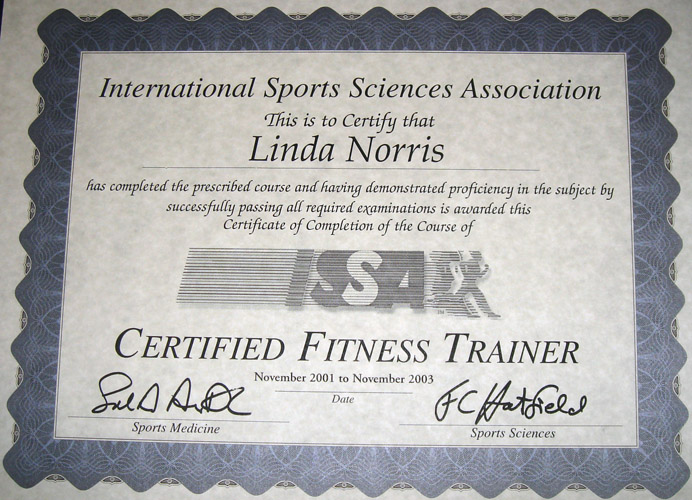 International Sports Sciences Association
This is to Certify that
Linda Norris
has completed the prescribed course and having demonstrated proficiency in the subject by
successfully passing all required examinations is awarded this
Certificate of Completion of the Course of
ISSA
TM
CERTIFIED FITNESS TRAINER
November 2001 to November 2003
Date
FC Hatfield
Sports Medicine
Sports Sciences